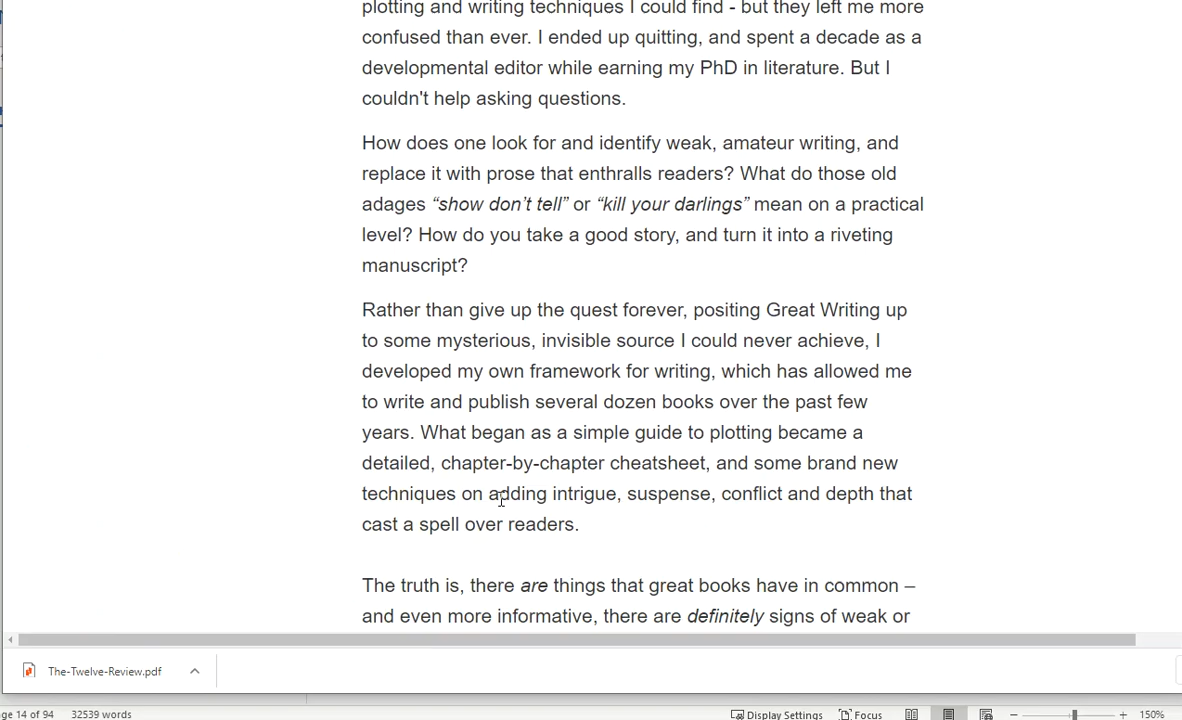 plotting and writing techniques I could find - but they left me more
confused than ever. I ended up quitting, and spent a decade as a
developmental editor while earning my PhD in literature. But I
couldn't help asking questions.
How does one look for and identify weak, amateur writing, and
replace it with prose that enthralls readers? What do those old
adages “show don’t tell” or “kill your darlings” mean on a practical
level? How do you take a good story, and turn it into a riveting
manuscript?
Rather than give up the quest forever, positing Great Writing up
to some mysterious, invisible source I could never achieve, I
developed my own framework for writing, which has allowed me
to write and publish several dozen books over the past few
years. What began as a simple guide to plotting became a
detailed, chapter-by-chapter cheatsheet, and some brand new
techniques on adding intrigue, suspense, conflict and depth that
cast a spell over readers.
The truth is, there are things that great books have in common –
and even more informative, there are definitely signs of weak or
The-Twelve-Review.pdf
ge 14 of 94 32539 words Display Settings Focus 150%